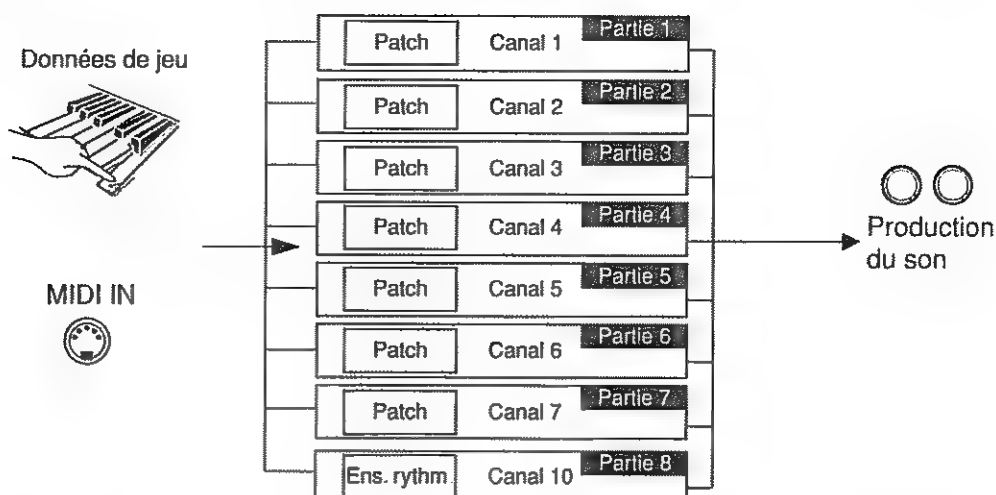 Données de jeu
MIDI IN
Patch Canal 1 Partie 1
Patch Canal 2 Partie 2
Patch Canal 3 Partie 3
Patch Canal 4 Partie 4
Patch Canal 5 Partie 5
Patch Canal 6 Partie 6
Patch Canal 7 Partie 7
Ens. rythm Canal 10 Partie 8
Production
du son